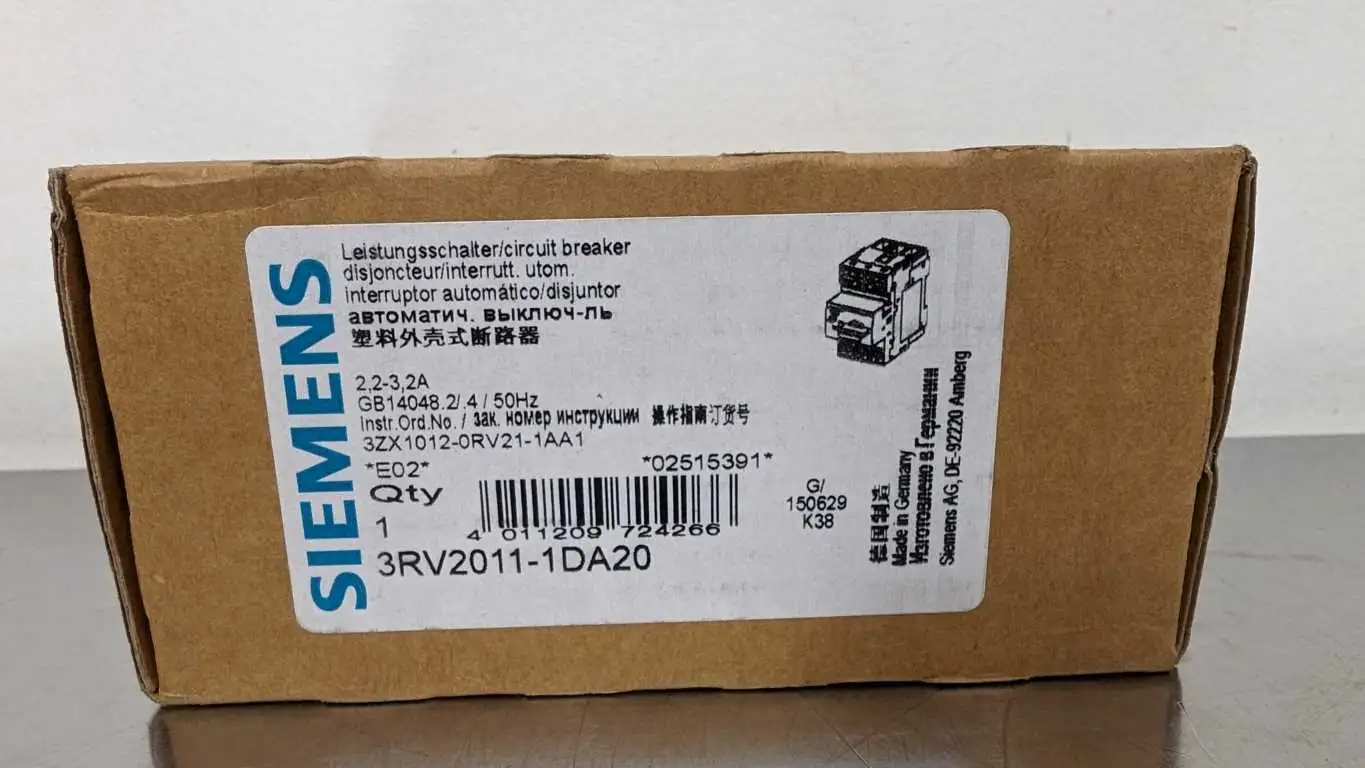 SIEMENS
Leistungsschalter/circuit breaker
disjoncteur/interrutt. utom.
interruptor automático/disjuntor
автоматич. выключ-ль
塑料外壳式断路器
2,2-3,2A
GB14048.2/.4 / 50Hz
Instr.Ord.No./ зак. номер инструкции 操作指南订货号
3ZX1012-0RV21-1AA1
*E02* *02515391*
Qty
1
4 011209 724266
3RV2011-1DA20
G/
150629
K38
德国制造
Made in Germany
Изготовлено в Германии
Siemens AG, DE-92220 Amberg